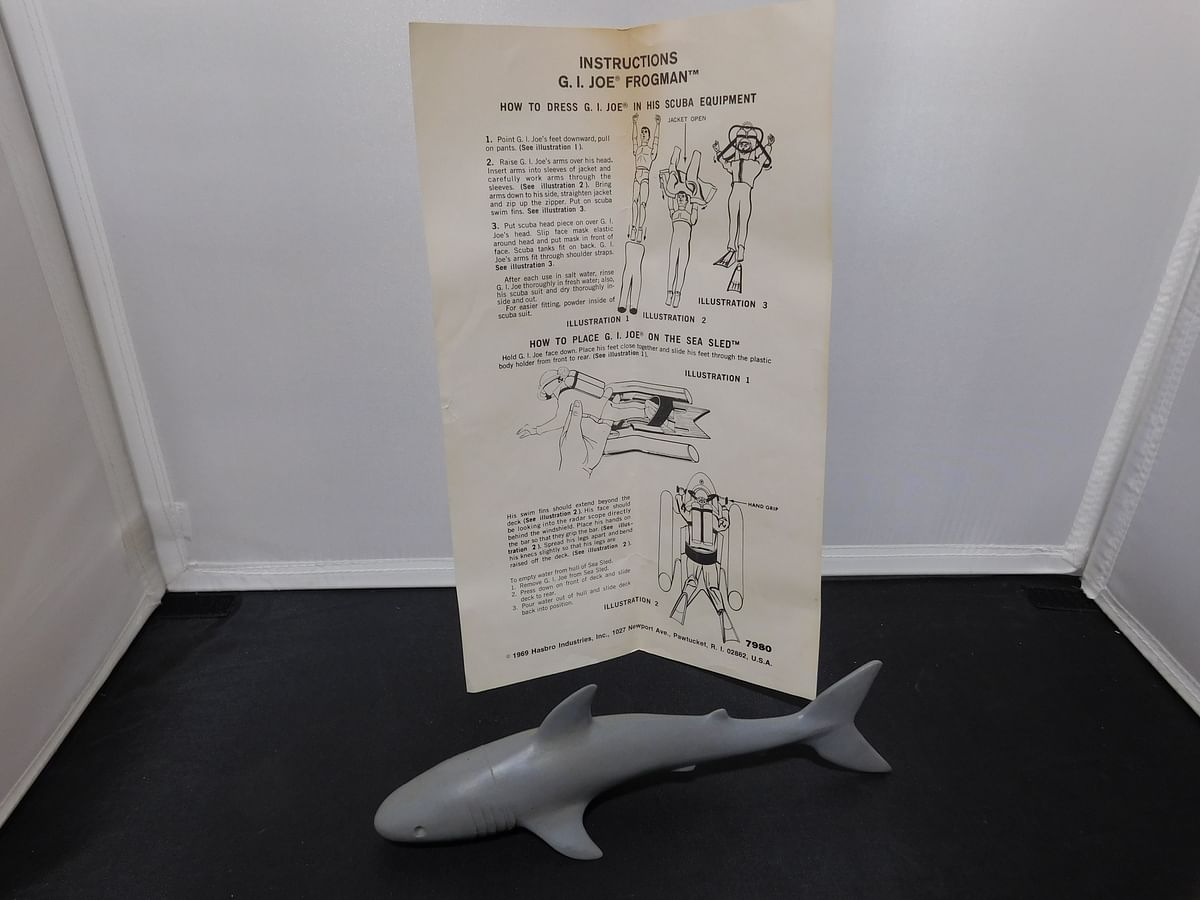 INSTRUCTIONS
G. I. JOE® FROGMAN™
HOW TO DRESS G. I. JOE® IN HIS SCUBA EQUIPMENT
JACKET OPEN
1. Point G. I. Joe's feet downward, pull
on pants. (See illustration 1).
2. Raise G. I. Joe's arms over his head.
Insert arms into sleeves of jacket and
carefully work arms through the
sleeves. (See illustration 2). Bring
arms down to his side, straighten jacket
and zip up the zipper. Put on scuba
swim fins. See illustration 3.
3. Put scuba head piece on over G. I.
Joe's head. Slip face mask elastic
around head and put mask in front of
face. Scuba tanks fit on back. G. I.
Joe's arms fit through shoulder straps.
See illustration 3.
After each use in salt water, rinse
G. I. Joe thoroughly in fresh water; also,
his scuba suit and dry thoroughly in-
side and out.
For easier fitting, powder inside of
scuba suit.
ILLUSTRATION 1
ILLUSTRATION 2
ILLUSTRATION 3
HOW TO PLACE G. I. JOE® ON THE SEA SLED™
Hold G. I. Joe face down. Place his feet close together and slide his feet through the plastic
body holder from front to rear. (See illustration 1).
ILLUSTRATION 1
His swim fins should extend beyond the
deck (See illustration 2). His face should
be looking into the radar scope directly
behind the windshield. Place his hands on
the bar so that they grip the bar. (See illus-
tration 2). Spread his legs apart and bend
his knees slightly so that his legs are
raised off the deck. (See illustration 2).
HAND GRIP
To empty water from hull of Sea Sled.
1. Remove G. I. Joe from Sea Sled.
2. Press down on front of deck and slide
deck to rear.
3. Pour water out of hull and slide deck
back into position.
ILLUSTRATION 2
7980
© 1969 Hasbro Industries, Inc., 1027 Newport Ave., Pawtucket, R. I. 02862, U.S.A.